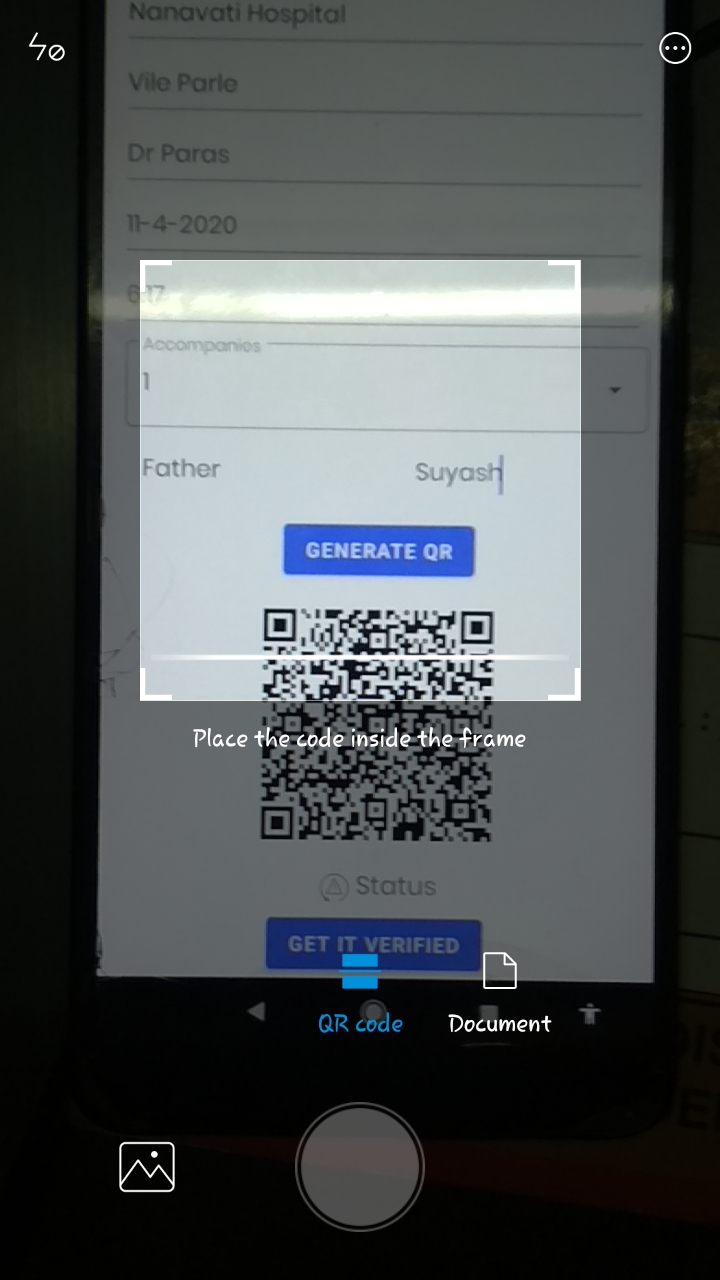 Nanavati Hospital
Vile Parle
Dr Paras
11-4-2020
6:17
Accompanies
1
Father Suyash
GENERATE QR
Place the code inside the frame
Status
GET IT VERIFIED
QR code Document